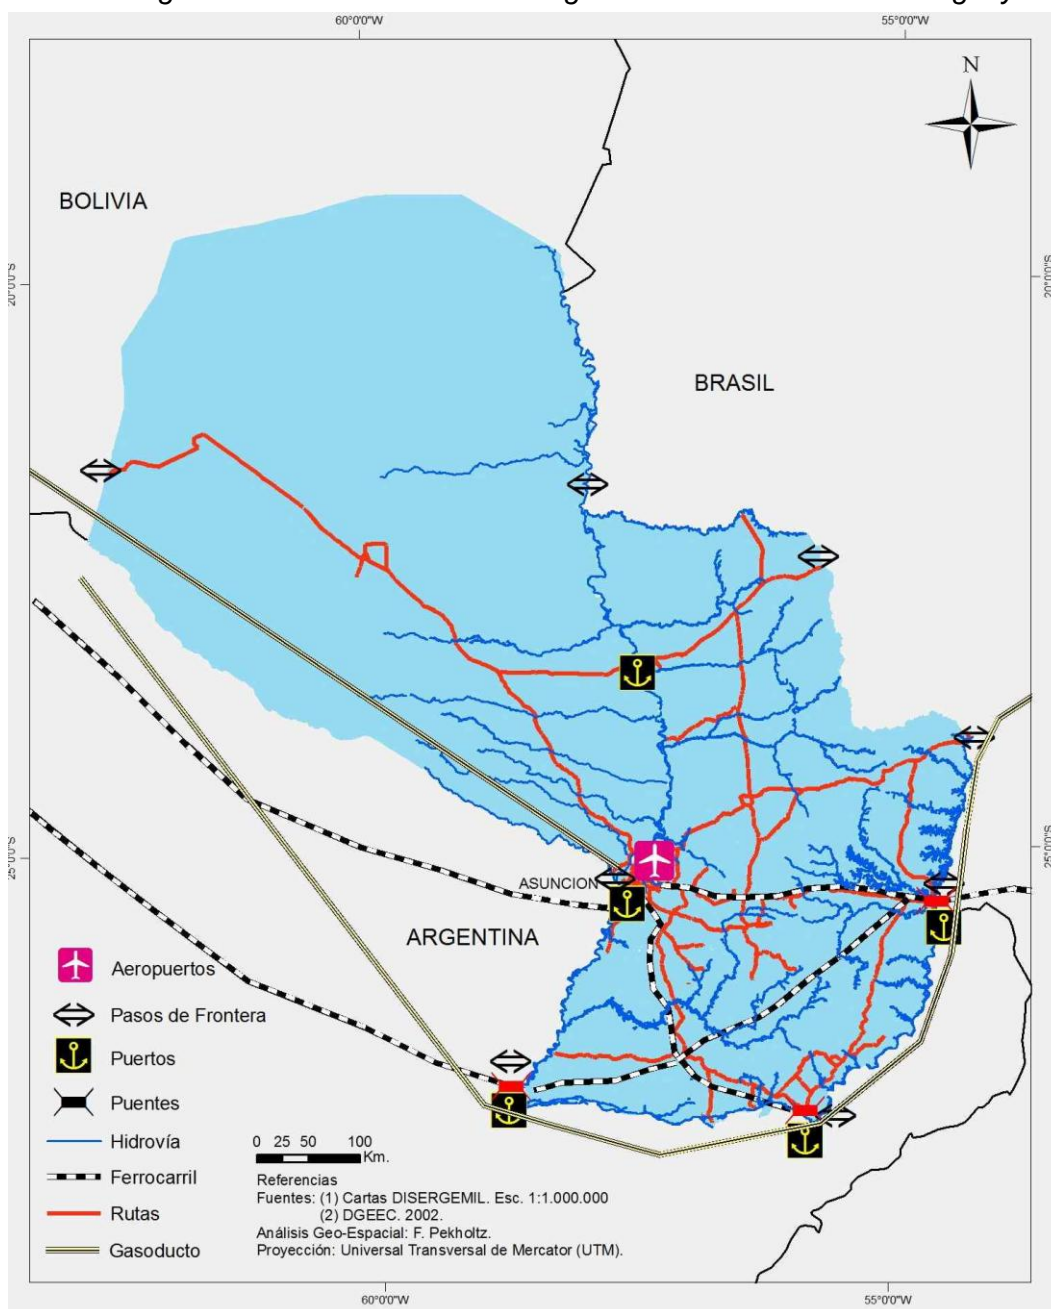 60°0'0"W
55°0'0"W
N
BOLIVIA
20°0'0"S
20°0'0"S
BRASIL
25°0'0"S
25°0'0"S
ASUNCION
ARGENTINA
Aeropuertos
Pasos de Frontera
Puertos
Puentes
Hidrovía
Ferrocarril
Rutas
Gasoducto
0 25 50 100
Km.
Referencias
Fuentes: (1) Cartas DISERGEMIL. Esc. 1:1.000.000
(2) DGEEC. 2002.
Análisis Geo-Espacial: F. Pekholtz.
Proyección: Universal Transversal de Mercator (UTM).
60°0'0"W
55°0'0"W